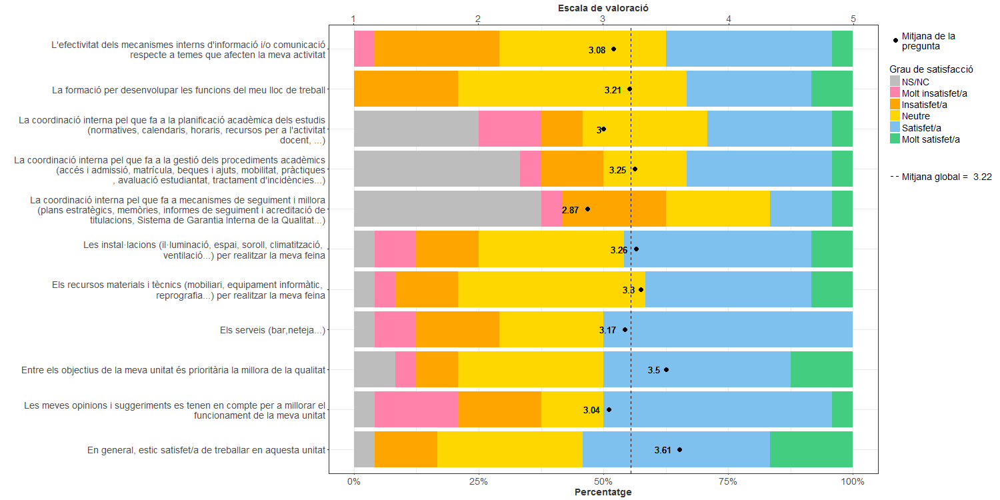 Escala de valoració
1 2 3 4 5
L'efectivitat dels mecanismes interns d'informació i/o comunicació
respecte a temes que afecten la meva activitat
3.08
La formació per desenvolupar les funcions del meu lloc de treball
3.21
La coordinació interna pel que fa a la planificació acadèmica dels estudis
(normatives, calendaris, horaris, recursos per a l'activitat
docent, ...)
3
La coordinació interna pel que fa a la gestió dels procediments acadèmics
(accés i admissió, matrícula, beques i ajuts, mobilitat, pràctiques
, avaluació estudiantat, tractament d'incidències...)
3.25
La coordinació interna pel que fa a mecanismes de seguiment i millora
(plans estratègics, memòries, informes de seguiment i acreditació de
titulacions, Sistema de Garantia Interna de la Qualitat...)
2.87
Les instal·lacions (il·luminació, espai, soroll, climatització,
ventilació...) per realitzar la meva feina
3.26
Els recursos materials i tècnics (mobiliari, equipament informàtic,
reprografia...) per realitzar la meva feina
3.3
Els serveis (bar,neteja...)
3.17
Entre els objectius de la meva unitat és prioritària la millora de la qualitat
3.5
Les meves opinions i suggeriments es tenen en compte per a millorar el
funcionament de la meva unitat
3.04
En general, estic satisfet/a de treballar en aquesta unitat
3.61
0% 25% 50% 75% 100%
Percentatge
Mitjana de la
pregunta
Grau de satisfacció
NS/NC
Molt insatisfet/a
Insatisfet/a
Neutre
Satisfet/a
Molt satisfet/a
Mitjana global = 3.22